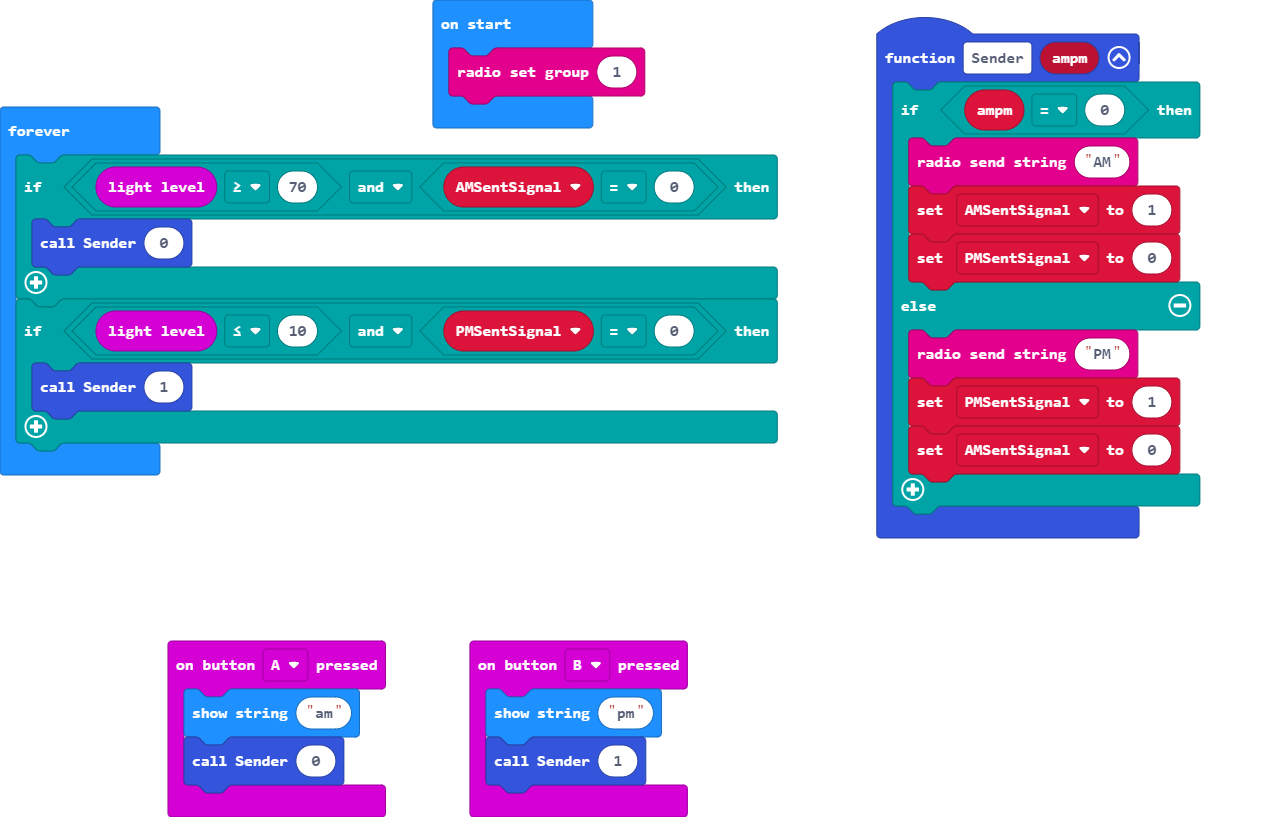 on start
radio set group 1
forever
if light level ≥ 70 and AMSentSignal = 0 then
call Sender 0
if light level ≤ 10 and PMSentSignal = 0 then
call Sender 1
function Sender ampm
if ampm = 0 then
radio send string "AM"
set AMSentSignal to 1
set PMSentSignal to 0
else
radio send string "PM"
set PMSentSignal to 1
set AMSentSignal to 0
on button A pressed
show string "am"
call Sender 0
on button B pressed
show string "pm"
call Sender 1